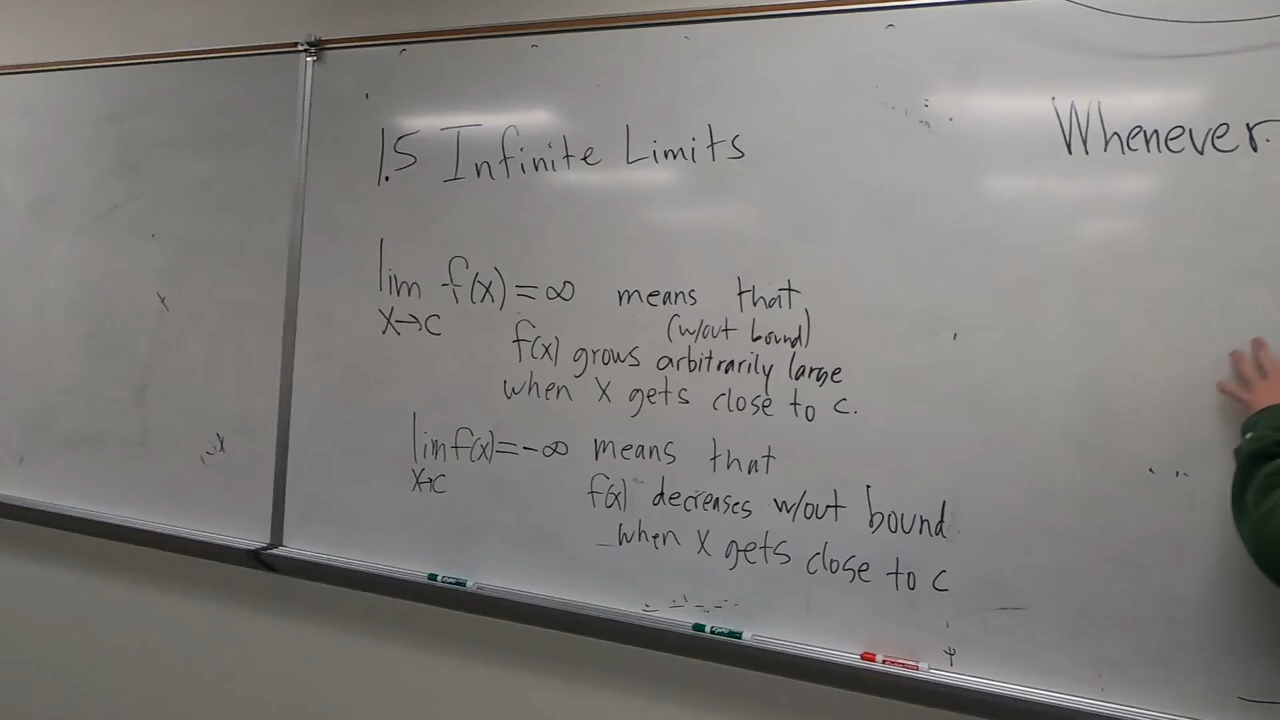 1.5 Infinite Limits
lim f(x) = ∞ means that
x→c
(w/out bound)
f(x) grows arbitrarily large
when x gets close to c.
lim f(x) = -∞ means that
x→c
f(x) decreases w/out bound
when x gets close to c
Whenever